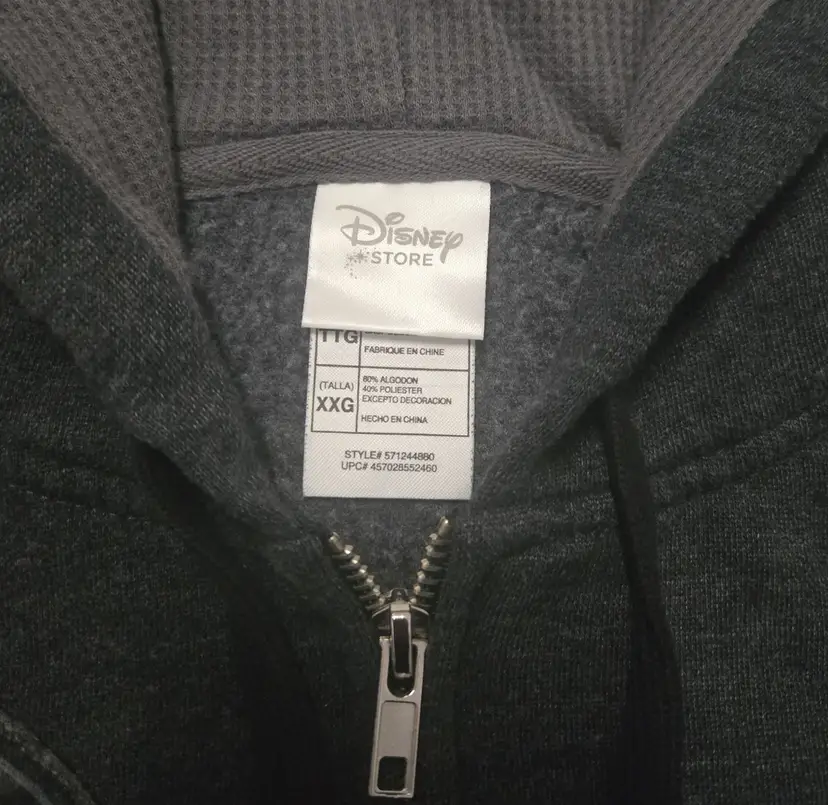 Disney
STORE
TTG
FABRIQUE EN CHINE
(TALLA)
XXG
80% ALGODON
40% POLIESTER
EXCEPTO DECORACION
HECHO EN CHINA
STYLE# 571244880
UPC# 457028552460